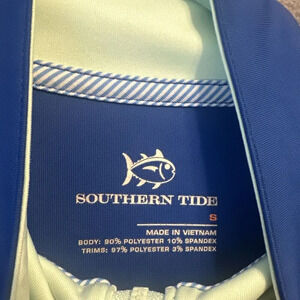 SOUTHERN TIDE
S
MADE IN VIETNAM
BODY: 90% POLYESTER 10% SPANDEX
TRIMS: 97% POLYESTER 3% SPANDEX